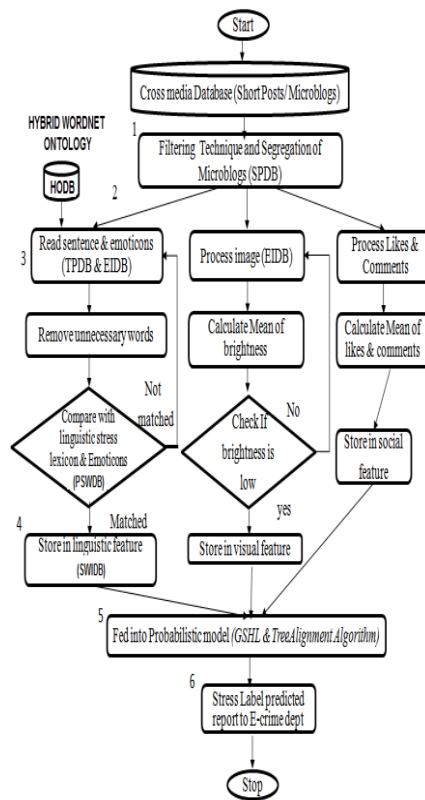 Start
Cross media Database (Short Posts/ Microblogs)
HYBRID WORDNET
ONTOLOGY
HODB
1
Filtering Technique and Segregation of
Microblogs (SPDB)
2
3
Read sentence & emoticons
(TPDB & EIDB)
Process image (EIDB)
Process Likes &
Comments
Remove unnecessary words
Calculate Mean of
brightness
Calculate Mean of
likes & comments
Not
matched
Compare with
linguistic stress
lexicon & Emoticons
(PSWDB)
No
Check If
brightness is
low
Store in social
feature
yes
4
Matched
Store in linguistic feature
(SWIDB)
Store in visual feature
5
Fed into Probabilistic model (GSHL & TreeAlignment Algorithm)
6
Stress Label predicted
report to E-crime dept
Stop